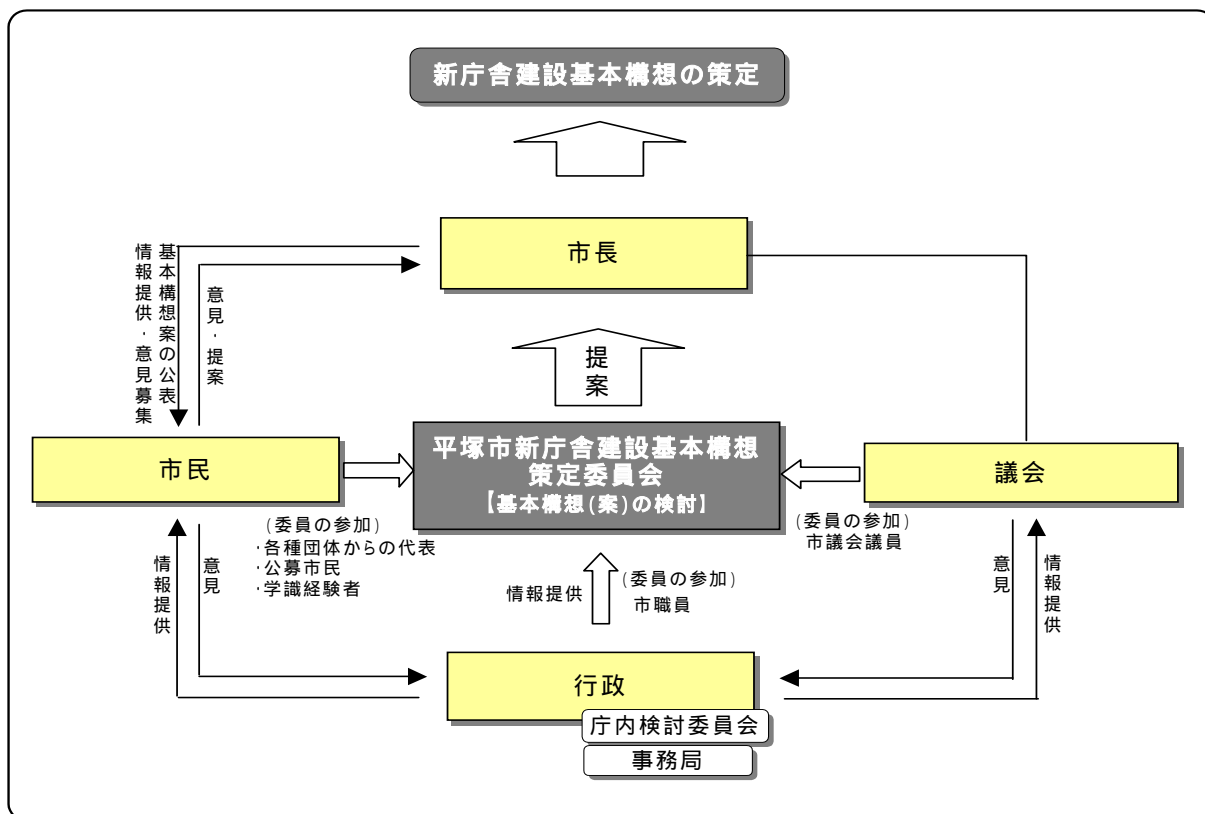 新庁舎建設基本構想の策定
市長
基本構想案の公表
情報提供・意見募集
意見・提案
提案
市民
平塚市新庁舎建設基本構想
策定委員会
【基本構想(案)の検討】
議会
(委員の参加)
・各種団体からの代表
・公募市民
・学識経験者
(委員の参加)
市議会議員
情報提供
意見
情報提供
(委員の参加)
市職員
意見
情報提供
行政
庁内検討委員会
事務局